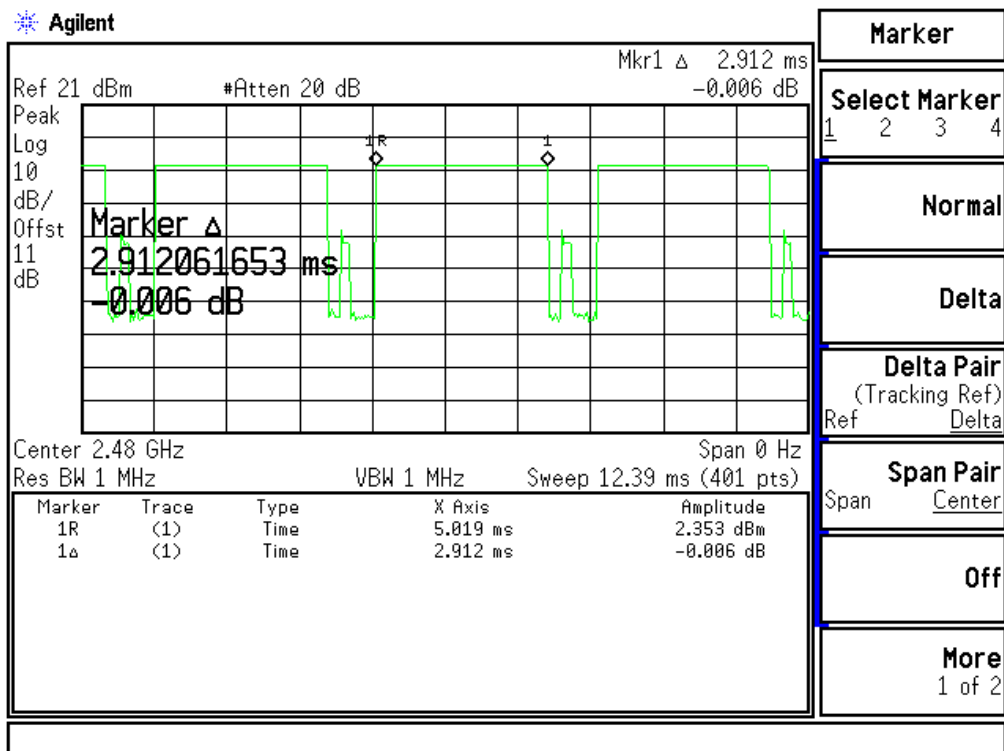 Agilent
Marker
Mkr1 Δ 2.912 ms
Ref 21 dBm #Atten 20 dB -0.006 dB
Peak
Log
10
dB/
Offst
11
dB
1R
1
Marker Δ
2.912061653 ms
-0.006 dB
Center 2.48 GHz Span 0 Hz
Res BW 1 MHz VBW 1 MHz Sweep 12.39 ms (401 pts)
Marker Trace Type X Axis Amplitude
1R (1) Time 5.019 ms 2.353 dBm
1Δ (1) Time 2.912 ms -0.006 dB
Select Marker
1 2 3 4
Normal
Delta
Delta Pair
(Tracking Ref)
Ref Delta
Span Pair
Span Center
Off
More
1 of 2